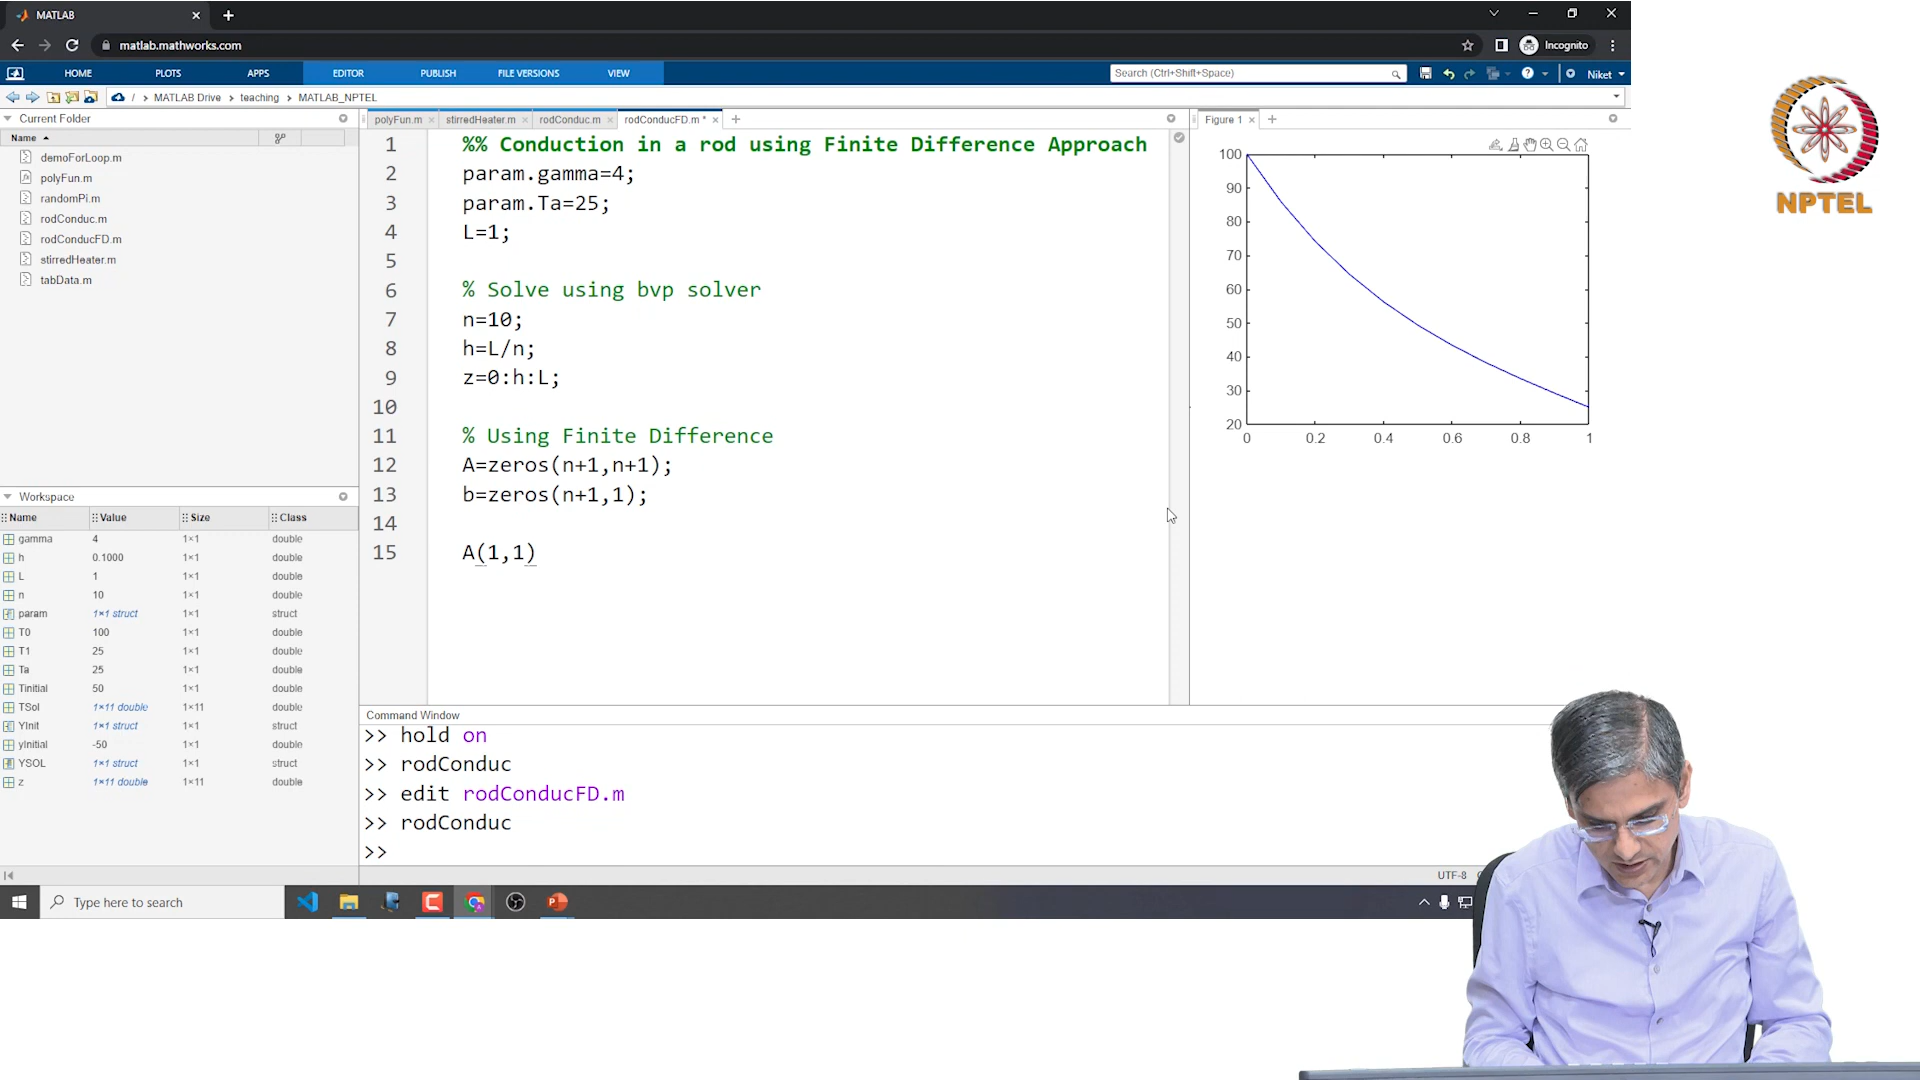 MATLAB
matlab.mathworks.com
Incognito
HOME PLOTS APPS EDITOR PUBLISH FILE VERSIONS VIEW
Search (Ctrl+Shift+Space)
Niket
/ > MATLAB Drive > teaching > MATLAB_NPTEL
Current Folder
Name
demoForLoop.m
polyFun.m
randomPi.m
rodConduc.m
rodConducFD.m
stirredHeater.m
tabData.m
Workspace
Name Value Size Class
gamma 4 1×1 double
h 0.1000 1×1 double
L 1 1×1 double
n 10 1×1 double
param 1×1 struct 1×1 struct
T0 100 1×1 double
T1 25 1×1 double
Ta 25 1×1 double
Tinitial 50 1×1 double
TSol 1×11 double 1×11 double
YInit 1×1 struct 1×1 struct
yInitial -50 1×1 double
YSOL 1×1 struct 1×1 struct
z 1×11 double 1×11 double
polyFun.m × stirredHeater.m × rodConduc.m × rodConducFD.m * × +
1 %% Conduction in a rod using Finite Difference Approach
2 param.gamma=4;
3 param.Ta=25;
4 L=1;
5
6 % Solve using bvp solver
7 n=10;
8 h=L/n;
9 z=0:h:L;
10
11 % Using Finite Difference
12 A=zeros(n+1,n+1);
13 b=zeros(n+1,1);
14
15 A(1,1)
Figure 1 × +
100
90
80
70
60
50
40
30
20
0 0.2 0.4 0.6 0.8 1
Command Window
>> hold on
>> rodConduc
>> edit rodConducFD.m
>> rodConduc
>>
UTF-8
Type here to search
NPTEL